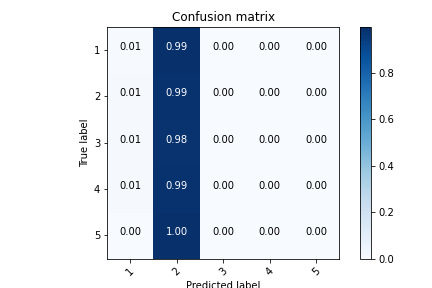 Confusion matrix
True label
1 0.01 0.99 0.00 0.00 0.00
2 0.01 0.99 0.00 0.00 0.00
3 0.01 0.98 0.00 0.00 0.00
4 0.01 0.99 0.00 0.00 0.00
5 0.00 1.00 0.00 0.00 0.00
1 2 3 4 5
Predicted label
0.8
0.6
0.4
0.2
0.0